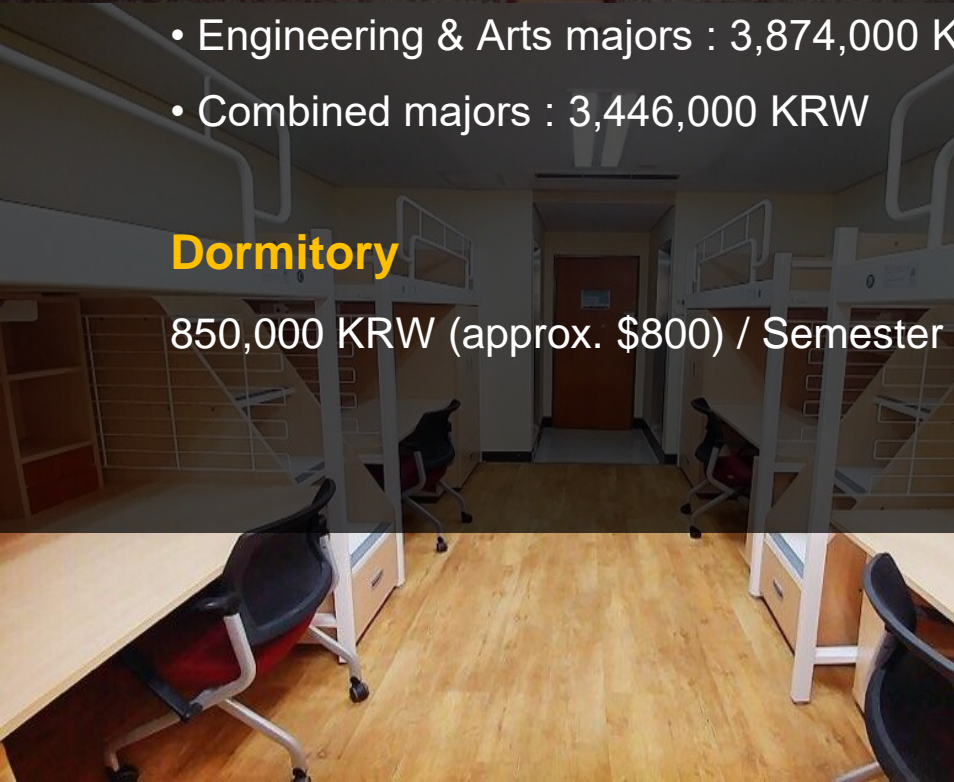 • Engineering & Arts majors : 3,874,000 K
• Combined majors : 3,446,000 KRW
Dormitory
850,000 KRW (approx. $800) / Semester